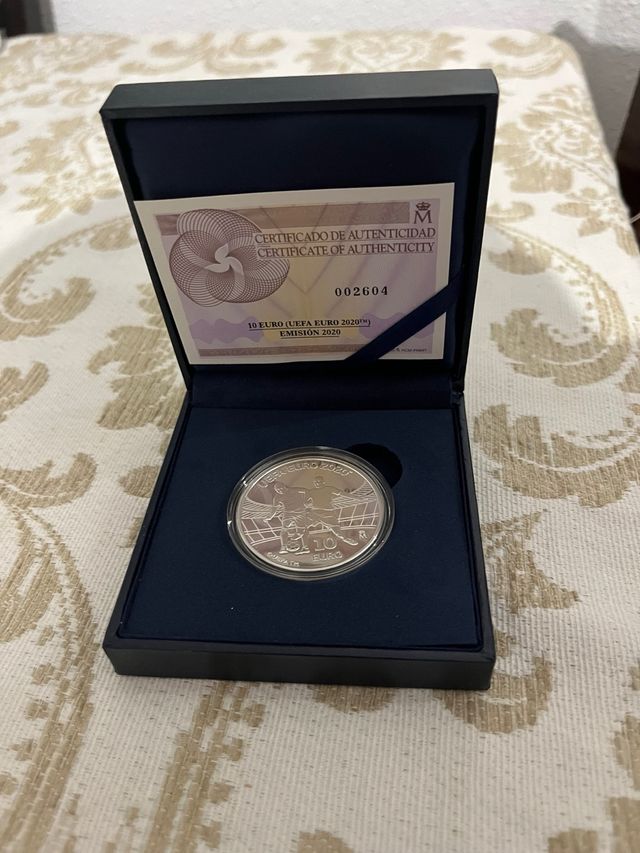 M
CERTIFICADO DE AUTENTICIDAD
CERTIFICATE OF AUTHENTICITY
002604
10 EURO (UEFA EURO 2020™)
EMISIÓN 2020
UEFA EURO 2020
10
EURO
M